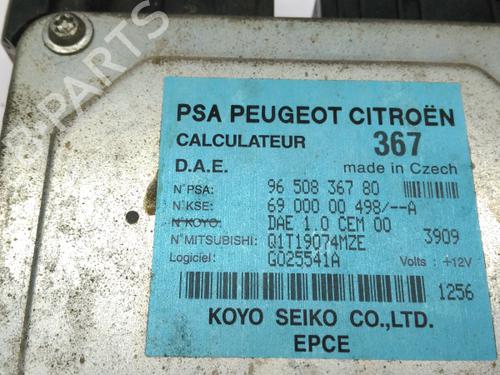 PSA PEUGEOT CITROËN
CALCULATEUR 367
D.A.E. made in Czech
N°PSA: 96 508 367 80
N°KSE: 69 000 00 498/--A
N°KOYO: DAE 1.0 CEM 00
N°MITSUBISHI: Q1T19074MZE 3909
Logiciel: G025541A Volts : +12V
1256
KOYO SEIKO CO.,LTD.
EPCE
B-PARTS